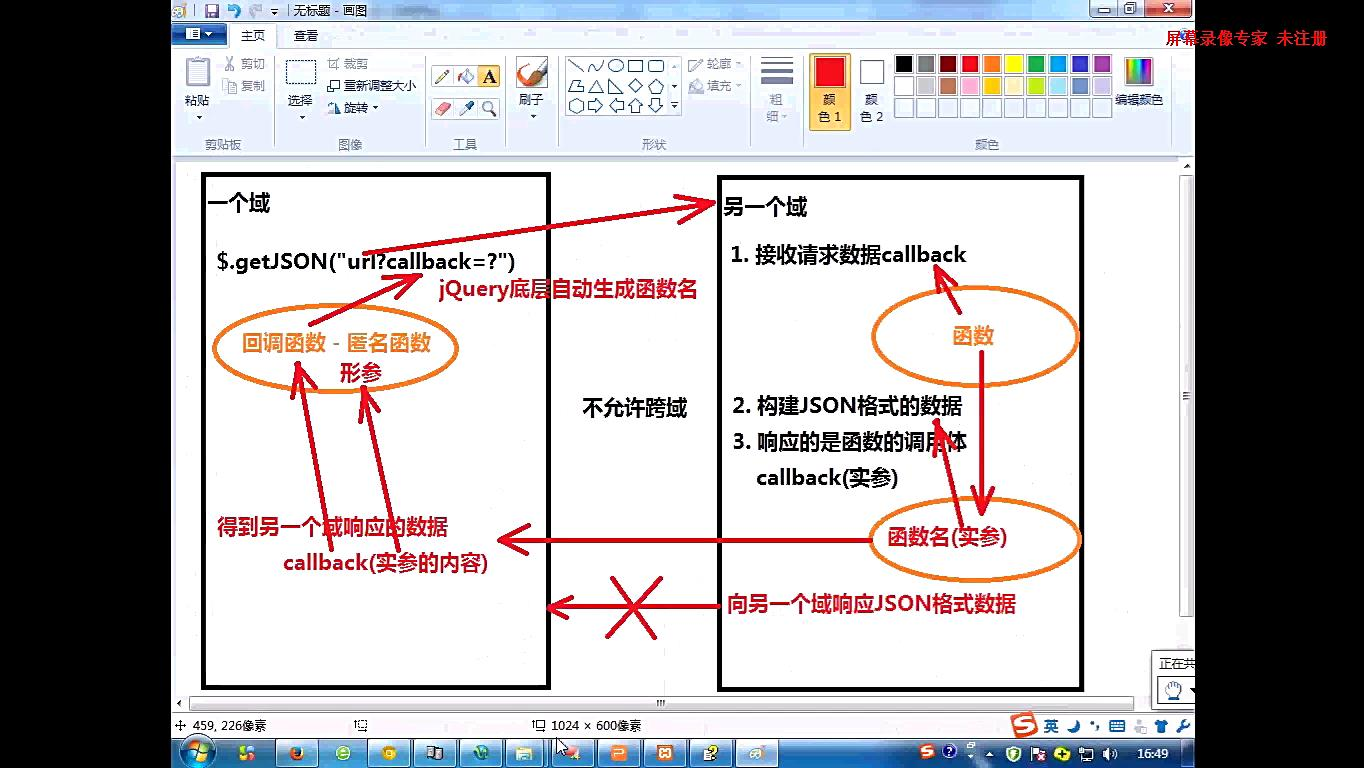 无标题 - 画图
屏幕录像专家 未注册
主页
查看
粘贴
剪切
复制
剪贴板
选择
裁剪
重新调整大小
旋转
图像
A
工具
刷子
形状
轮廓
填充
粗
细
颜
色 1
颜
色 2
编辑颜色
颜色
一个域
$.getJSON("url?callback=?")
jQuery底层自动生成函数名
回调函数 - 匿名函数
形参
得到另一个域响应的数据
callback(实参的内容)
不允许跨域
另一个域
1. 接收请求数据callback
函数
2. 构建JSON格式的数据
3. 响应的是函数的调用体
callback(实参)
函数名(实参)
向另一个域响应JSON格式数据
正在共
459, 226像素
1024 × 600像素
英
16:49